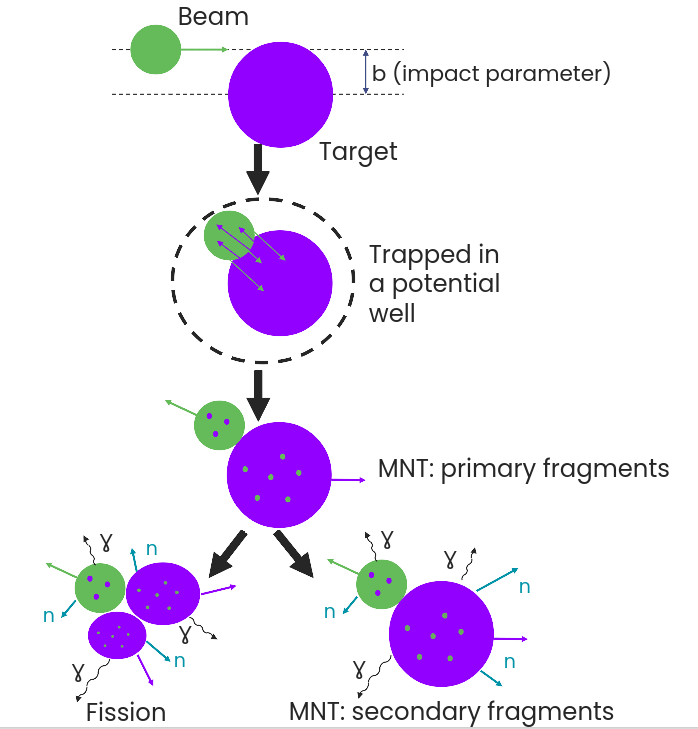 Beam
b (impact parameter)
Target
Trapped in
a potential
well
MNT: primary fragments
γ
n
n
γ
n
γ
Fission
γ
γ
n
n
n
γ
MNT: secondary fragments